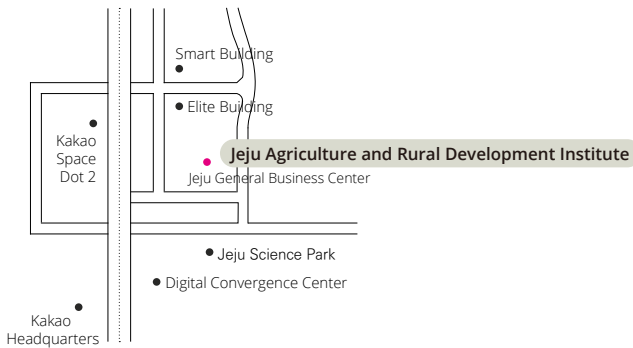 Smart Building
Elite Building
Kakao
Space
Dot 2
Jeju Agriculture and Rural Development Institute
Jeju General Business Center
Jeju Science Park
Digital Convergence Center
Kakao
Headquarters